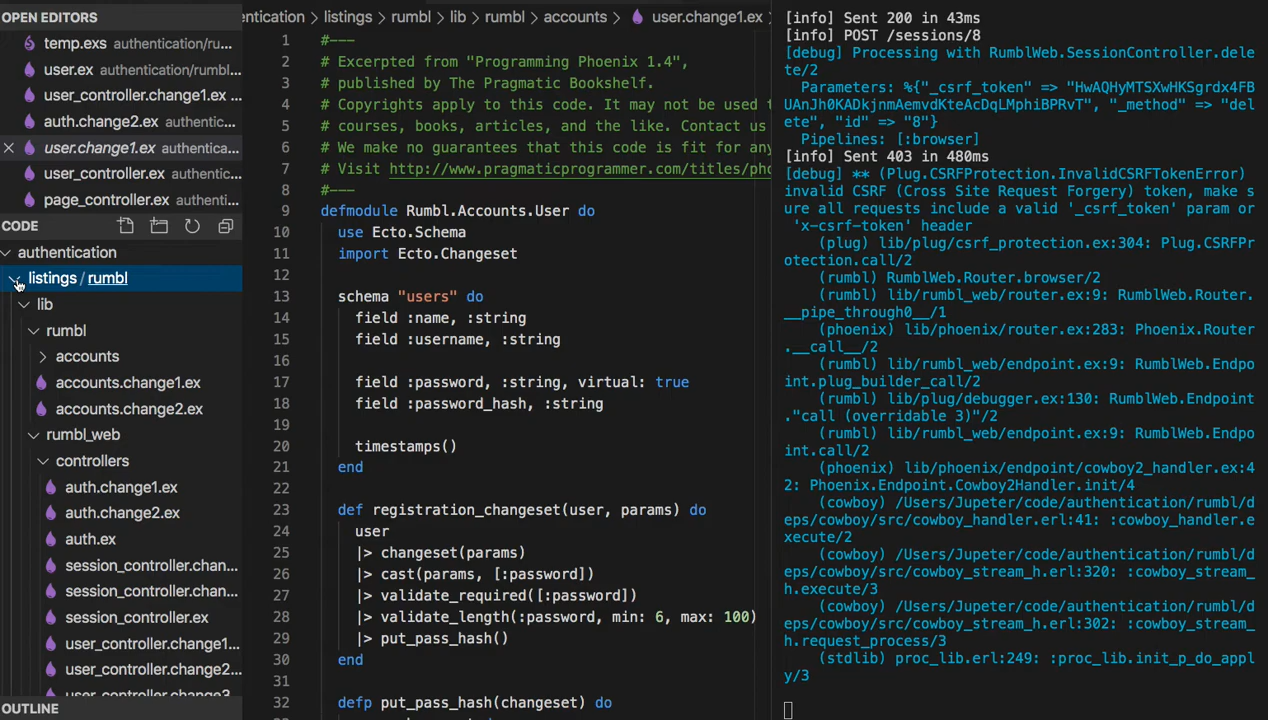 OPEN EDITORS
temp.exs authentication/ru...
user.ex authentication/rumbl...
user_controller.change1.ex ...
auth.change2.ex authentic...
user.change1.ex authentica...
user_controller.ex authentic...
page_controller.ex authenti...
CODE
authentication
listings / rumbl
lib
rumbl
accounts
accounts.change1.ex
accounts.change2.ex
rumbl_web
controllers
auth.change1.ex
auth.change2.ex
auth.ex
session_controller.chan...
session_controller.chan...
session_controller.ex
user_controller.change1...
user_controller.change2...
user_controller.change3
OUTLINE
entication > listings > rumbl > lib > rumbl > accounts > user.change1.ex
1 #---
2 # Excerpted from "Programming Phoenix 1.4",
3 # published by The Pragmatic Bookshelf.
4 # Copyrights apply to this code. It may not be used t
5 # courses, books, articles, and the like. Contact us
6 # We make no guarantees that this code is fit for any
7 # Visit http://www.pragmaticprogrammer.com/titles/pho
8 #---
9 defmodule Rumbl.Accounts.User do
10 use Ecto.Schema
11 import Ecto.Changeset
12
13 schema "users" do
14 field :name, :string
15 field :username, :string
16
17 field :password, :string, virtual: true
18 field :password_hash, :string
19
20 timestamps()
21 end
22
23 def registration_changeset(user, params) do
24 user
25 |> changeset(params)
26 |> cast(params, [:password])
27 |> validate_required([:password])
28 |> validate_length(:password, min: 6, max: 100)
29 |> put_pass_hash()
30 end
31
32 defp put_pass_hash(changeset) do
[info] Sent 200 in 43ms
[info] POST /sessions/8
[debug] Processing with RumblWeb.SessionController.dele
te/2
Parameters: %{"_csrf_token" => "HwAQHyMTSXwHKSgrdx4FB
UAnJh0KADkjnmAemvdKteAcDqLMphiBPRvT", "_method" => "del
ete", "id" => "8"}
Pipelines: [:browser]
[info] Sent 403 in 480ms
[debug] ** (Plug.CSRFProtection.InvalidCSRFTokenError)
invalid CSRF (Cross Site Request Forgery) token, make s
ure all requests include a valid '_csrf_token' param or
'x-csrf-token' header
(plug) lib/plug/csrf_protection.ex:304: Plug.CSRFPr
otection.call/2
(rumbl) RumblWeb.Router.browser/2
(rumbl) lib/rumbl_web/router.ex:9: RumblWeb.Router.
__pipe_through0__/1
(phoenix) lib/phoenix/router.ex:283: Phoenix.Router
.__call__/2
(rumbl) lib/rumbl_web/endpoint.ex:9: RumblWeb.Endpo
int.plug_builder_call/2
(rumbl) lib/plug/debugger.ex:130: RumblWeb.Endpoint
."call (overridable 3)"/2
(rumbl) lib/rumbl_web/endpoint.ex:9: RumblWeb.Endpo
int.call/2
(phoenix) lib/phoenix/endpoint/cowboy2_handler.ex:4
2: Phoenix.Endpoint.Cowboy2Handler.init/4
(cowboy) /Users/Jupeter/code/authentication/rumbl/d
eps/cowboy/src/cowboy_handler.erl:41: :cowboy_handler.e
xecute/2
(cowboy) /Users/Jupeter/code/authentication/rumbl/d
eps/cowboy/src/cowboy_stream_h.erl:320: :cowboy_stream_
h.execute/3
(cowboy) /Users/Jupeter/code/authentication/rumbl/d
eps/cowboy/src/cowboy_stream_h.erl:302: :cowboy_stream_
h.request_process/3
(stdlib) proc_lib.erl:249: :proc_lib.init_p_do_appl
y/3